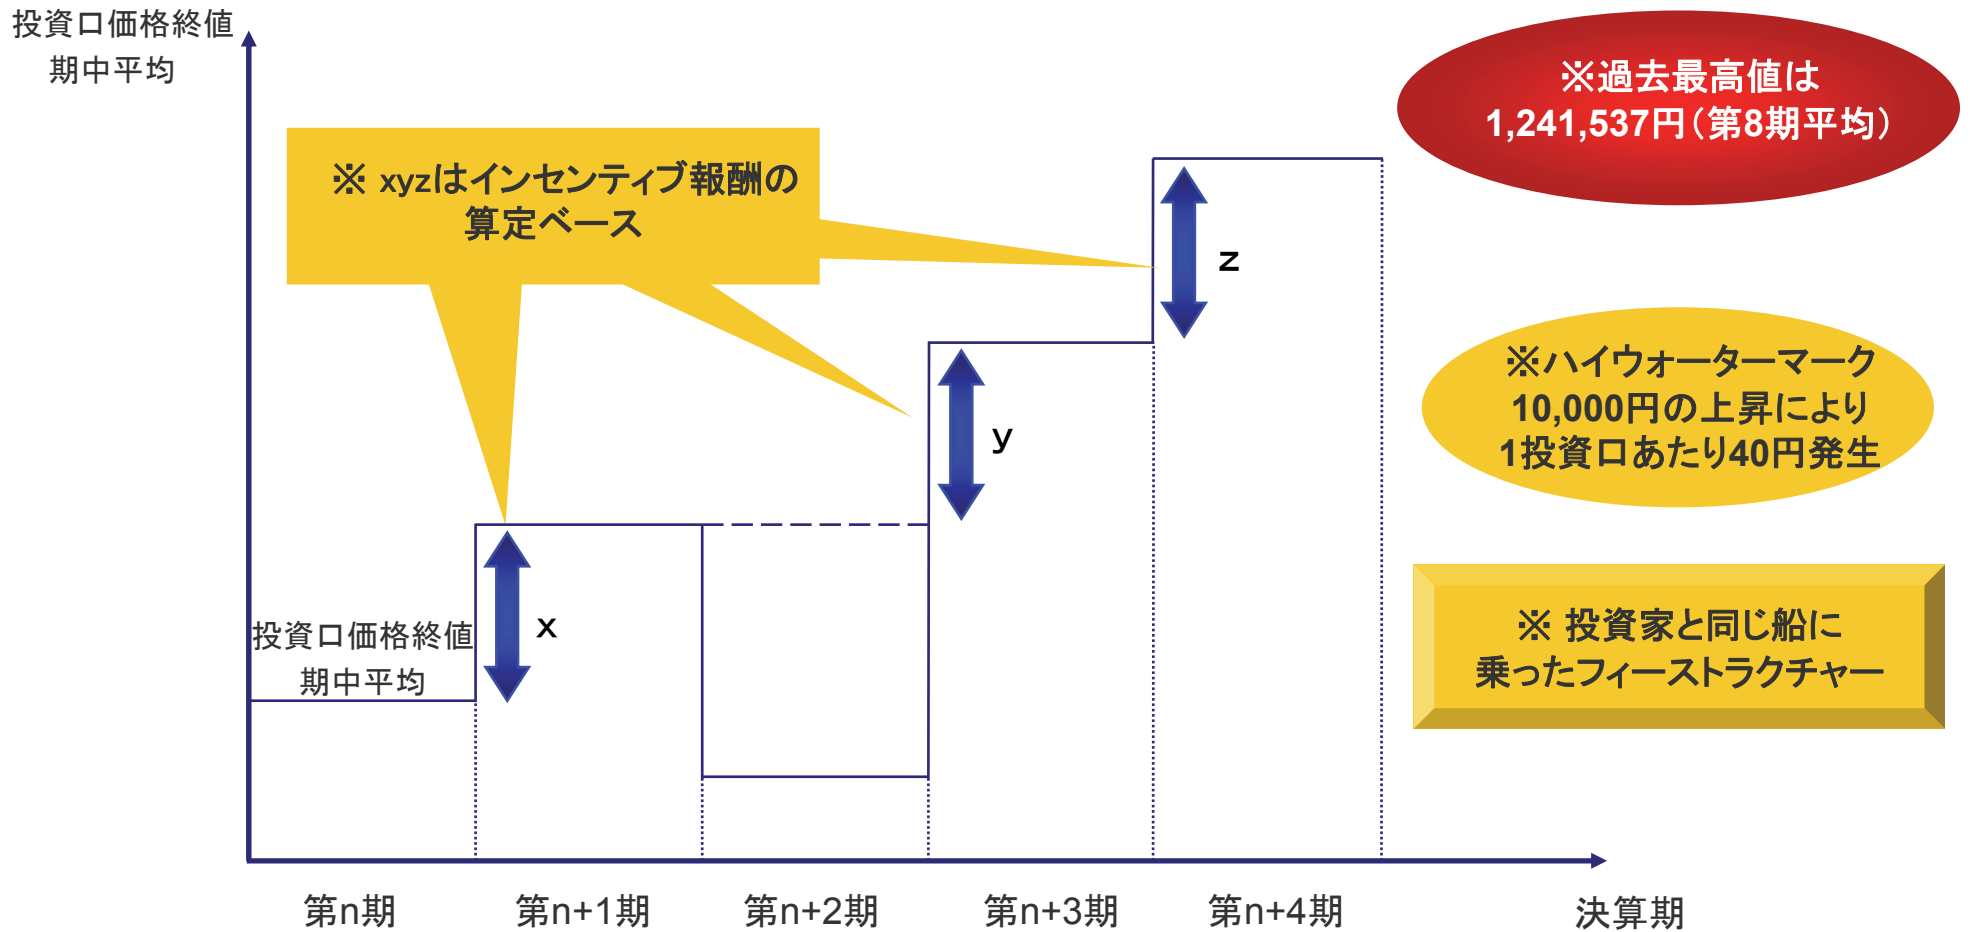 投資口価格終値
期中平均
※過去最高値は
1,241,537円（第8期平均）
※ xyzはインセンティブ報酬の
算定ベース
z
※ハイウォーターマーク
10,000円の上昇により
1投資口あたり40円発生
y
x
投資口価格終値
期中平均
※ 投資家と同じ船に
乗ったフィーストラクチャー
第n期
第n+1期
第n+2期
第n+3期
第n+4期
決算期